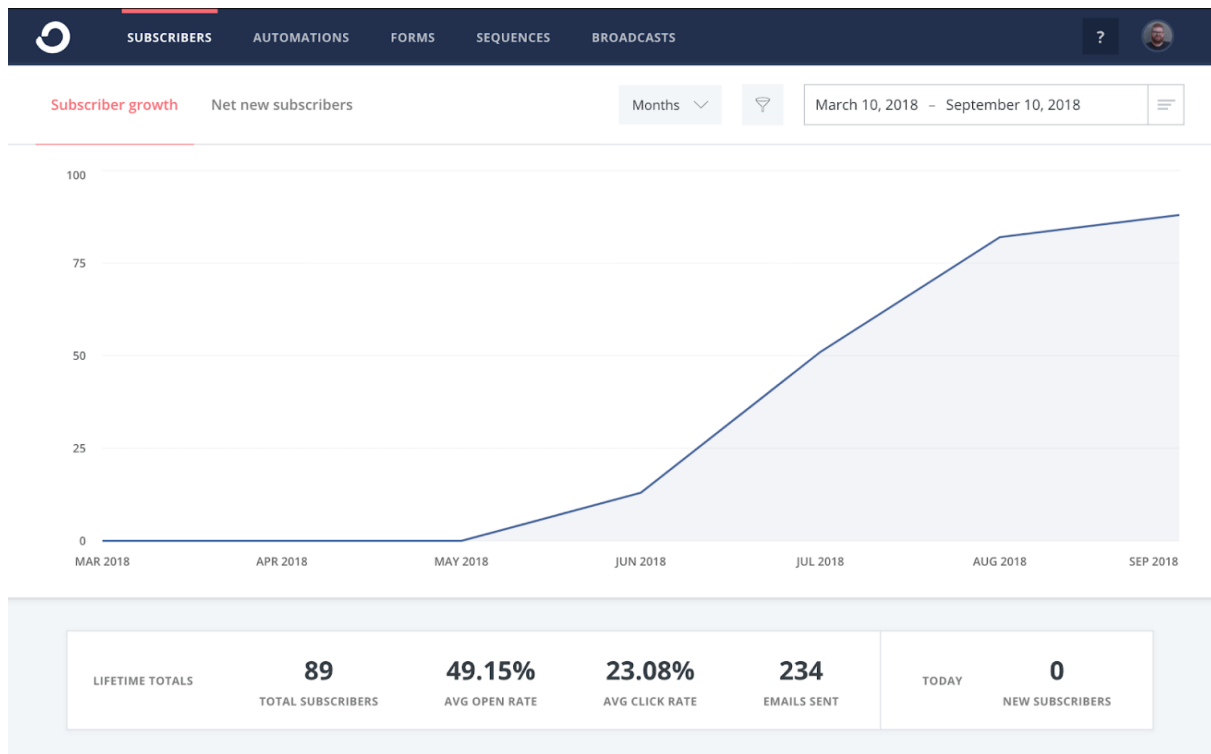 SUBSCRIBERS AUTOMATIONS FORMS SEQUENCES BROADCASTS ?
Subscriber growth Net new subscribers Months March 10, 2018 – September 10, 2018
100
75
50
25
0
MAR 2018 APR 2018 MAY 2018 JUN 2018 JUL 2018 AUG 2018 SEP 2018
LIFETIME TOTALS 89 49.15% 23.08% 234 TODAY 0
TOTAL SUBSCRIBERS AVG OPEN RATE AVG CLICK RATE EMAILS SENT NEW SUBSCRIBERS